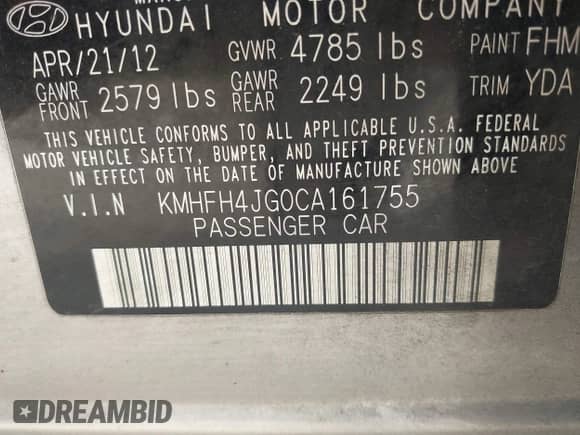 HYUNDAI MOTOR COMPANY
APR/21/12 GVWR 4785 lbs PAINT FHM
GAWR FRONT 2579 lbs GAWR REAR 2249 lbs TRIM YDA
THIS VEHICLE CONFORMS TO ALL APPLICABLE U.S.A. FEDERAL
MOTOR VEHICLE SAFETY, BUMPER, AND THEFT PREVENTION STANDARDS
IN EFFECT ON THE DATE OF MANUFACTURE SHOWN ABOVE
V.I.N KMHFH4JG0CA161755
PASSENGER CAR
DREAMBID